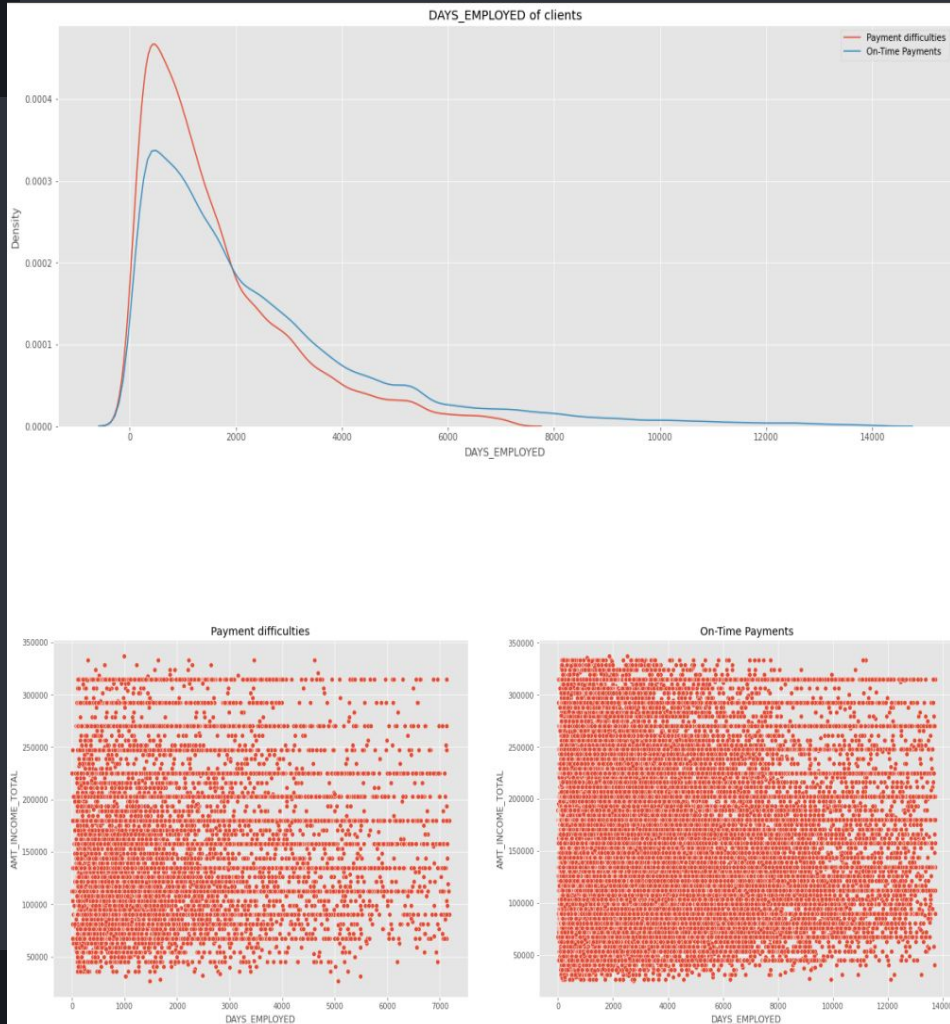 DAYS_EMPLOYED of clients
Payment difficulties
On-Time Payments
0.0004
0.0003
0.0002
0.0001
0.0000
Density
0 2000 4000 6000 8000 10000 12000 14000
DAYS_EMPLOYED
Payment difficulties
350000
300000
250000
200000
150000
100000
50000
AMT_INCOME_TOTAL
0 1000 2000 3000 4000 5000 6000 7000
DAYS_EMPLOYED
On-Time Payments
350000
300000
250000
200000
150000
100000
50000
AMT_INCOME_TOTAL
0 2000 4000 6000 8000 10000 12000 14000
DAYS_EMPLOYED